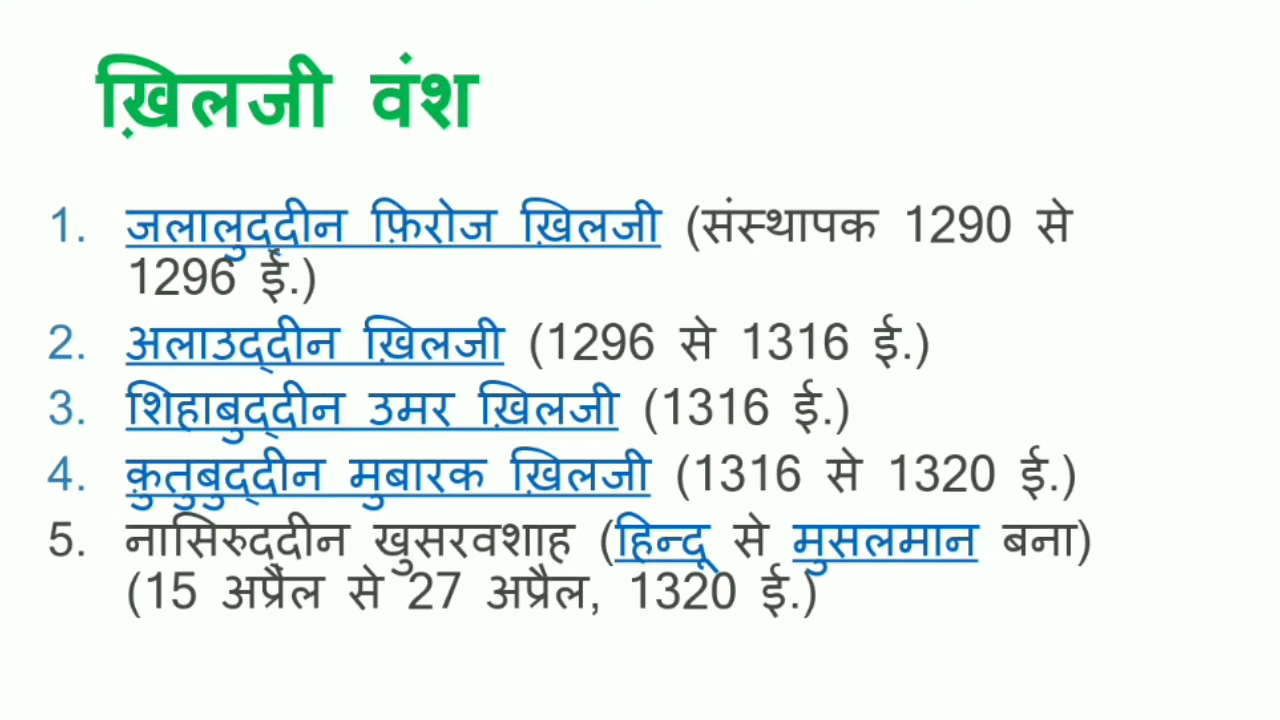 ख़िलजी वंश
1. जलालुद्दीन फ़िरोज ख़िलजी (संस्थापक 1290 से
1296 ई.)
2. अलाउद्दीन ख़िलजी (1296 से 1316 ई.)
3. शिहाबुद्दीन उमर ख़िलजी (1316 ई.)
4. क़ुतुबुद्दीन मुबारक ख़िलजी (1316 से 1320 ई.)
5. नासिरुद्दीन खुसरवशाह (हिन्दू से मुसलमान बना)
(15 अप्रैल से 27 अप्रैल, 1320 ई.)